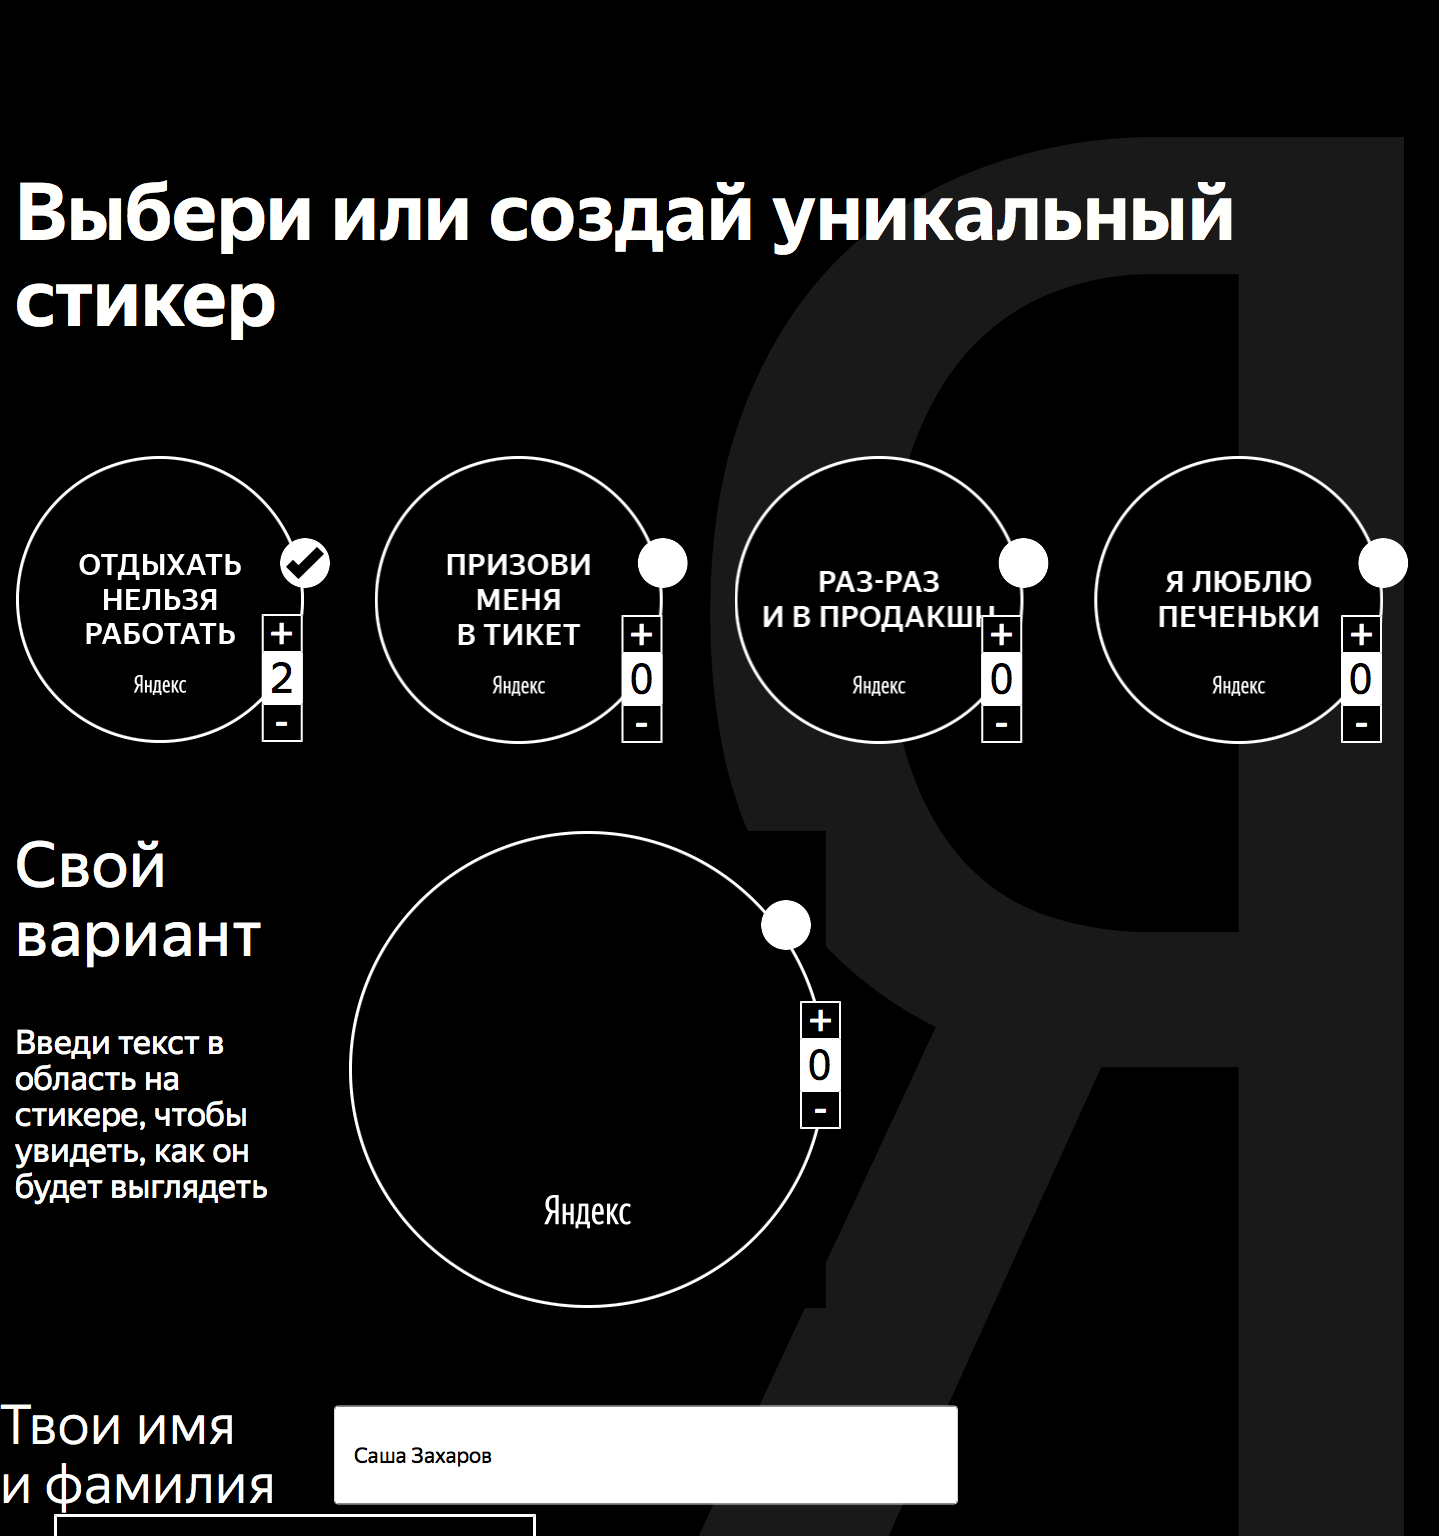 Выбери или создай уникальный
стикер
ОТДЫХАТЬ
НЕЛЬЗЯ
РАБОТАТЬ
Яндекс
+
2
-
ПРИЗОВИ
МЕНЯ
В ТИКЕТ
Яндекс
+
0
-
РАЗ-РАЗ
И В ПРОДАКШН
Яндекс
+
0
-
Я ЛЮБЛЮ
ПЕЧЕНЬКИ
Яндекс
+
0
-
Свой
вариант
Введи текст в
область на
стикере, чтобы
увидеть, как он
будет выглядеть
+
0
-
Яндекс
Твои имя
и фамилия
Саша Захаров
Я